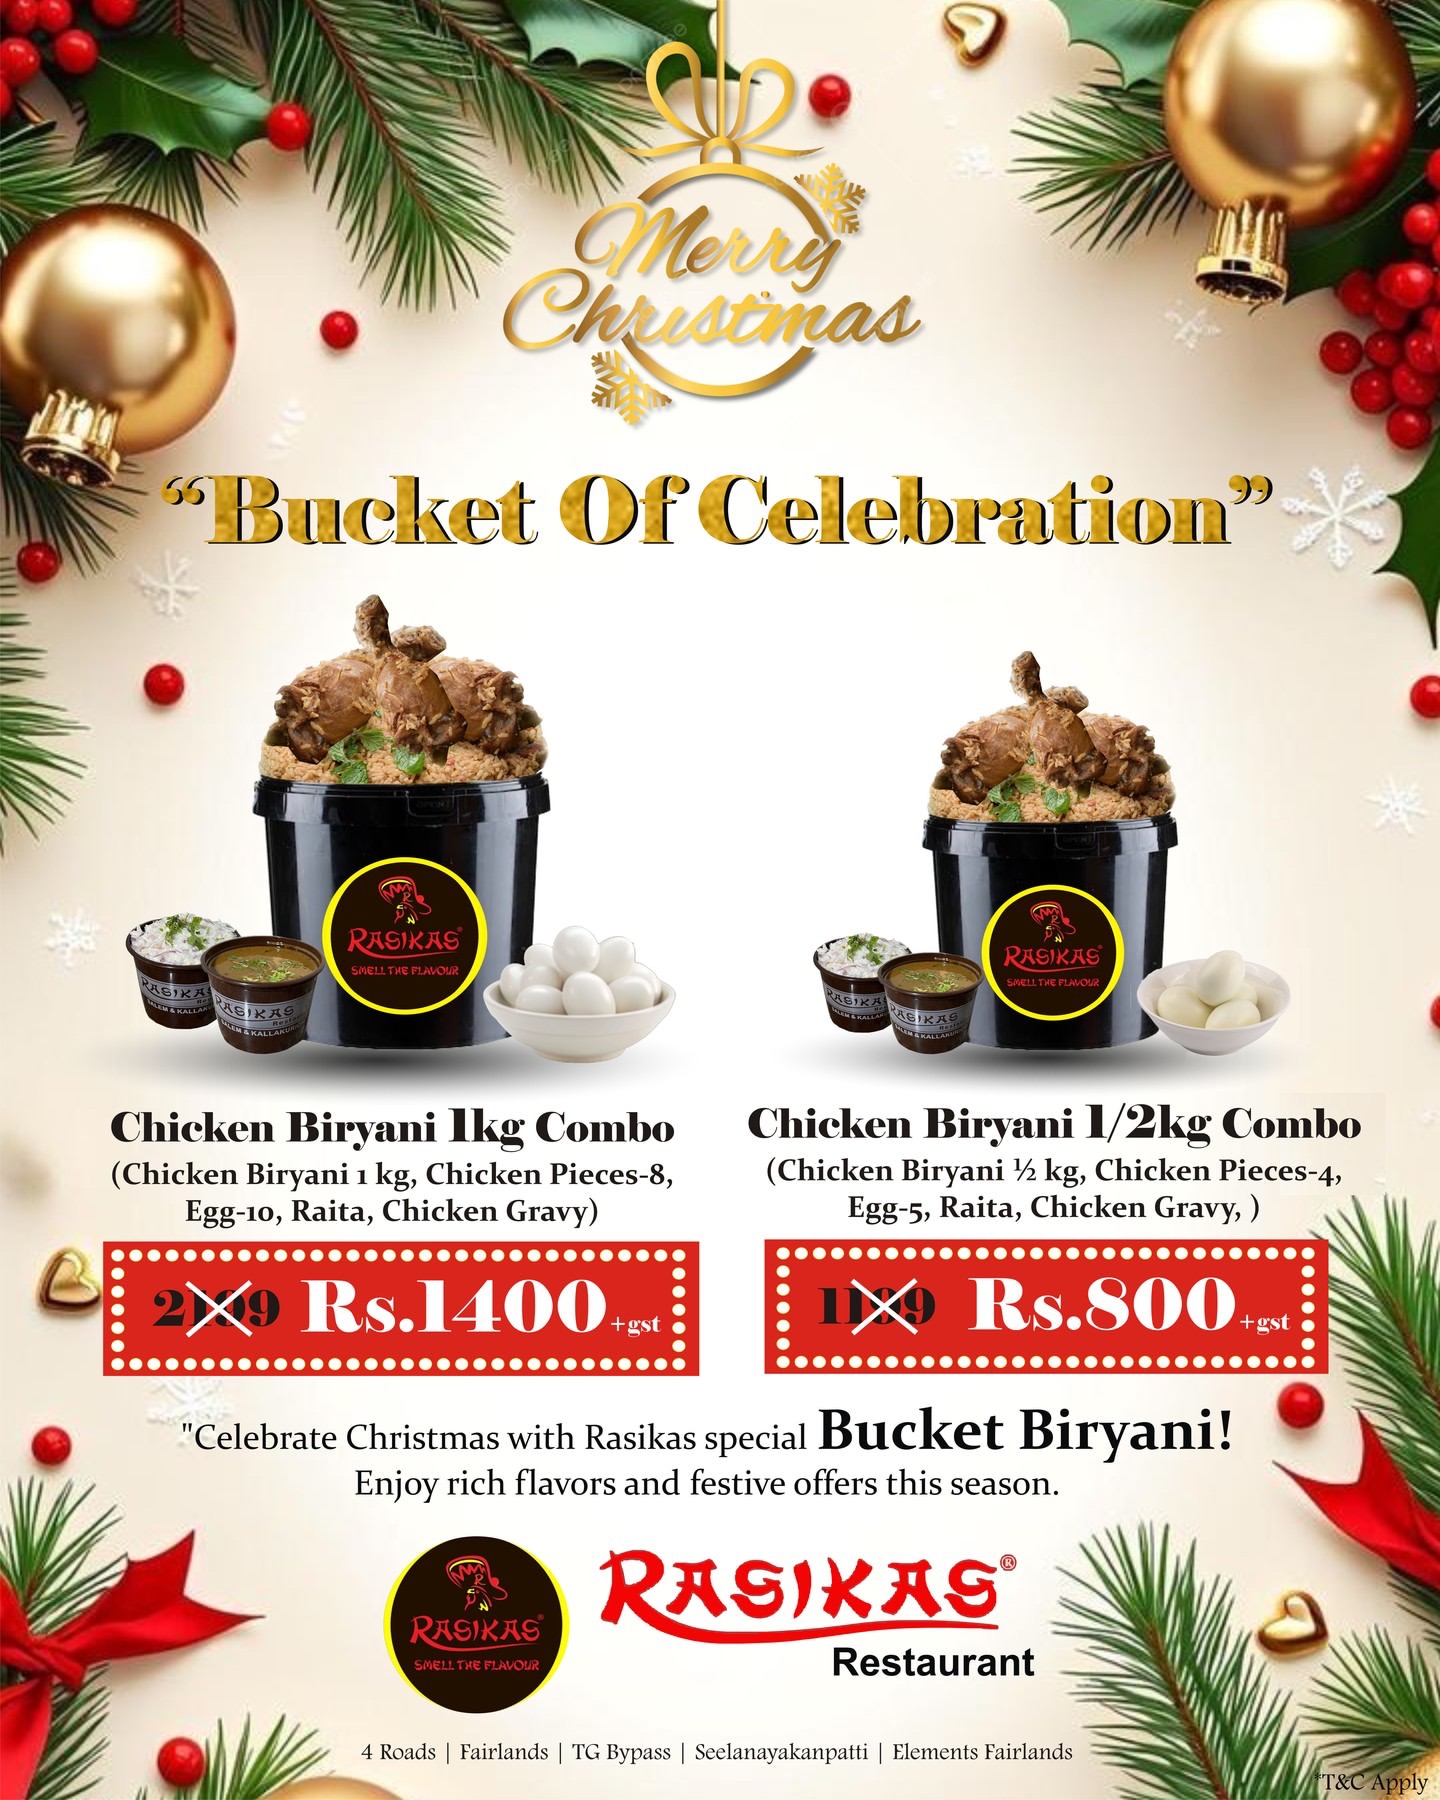 Merry
Christmas
“Bucket Of Celebration”
RASIKAS
SMELL THE FLAVOUR
RASIKAS
RASIKAS
SMELL THE FLAVOUR
RASIKAS
Chicken Biryani 1kg Combo
(Chicken Biryani 1 kg, Chicken Pieces-8,
Egg-10, Raita, Chicken Gravy)
Rs.1400 +gst
Chicken Biryani 1/2kg Combo
(Chicken Biryani ½ kg, Chicken Pieces-4,
Egg-5, Raita, Chicken Gravy, )
Rs.800 +gst
"Celebrate Christmas with Rasikas special Bucket Biryani!
Enjoy rich flavors and festive offers this season.
RASIKAS
SMELL THE FLAVOUR
RASIKAS®
Restaurant
4 Roads | Fairlands | TG Bypass | Seelanayakanpatti | Elements Fairlands
*T&C Apply